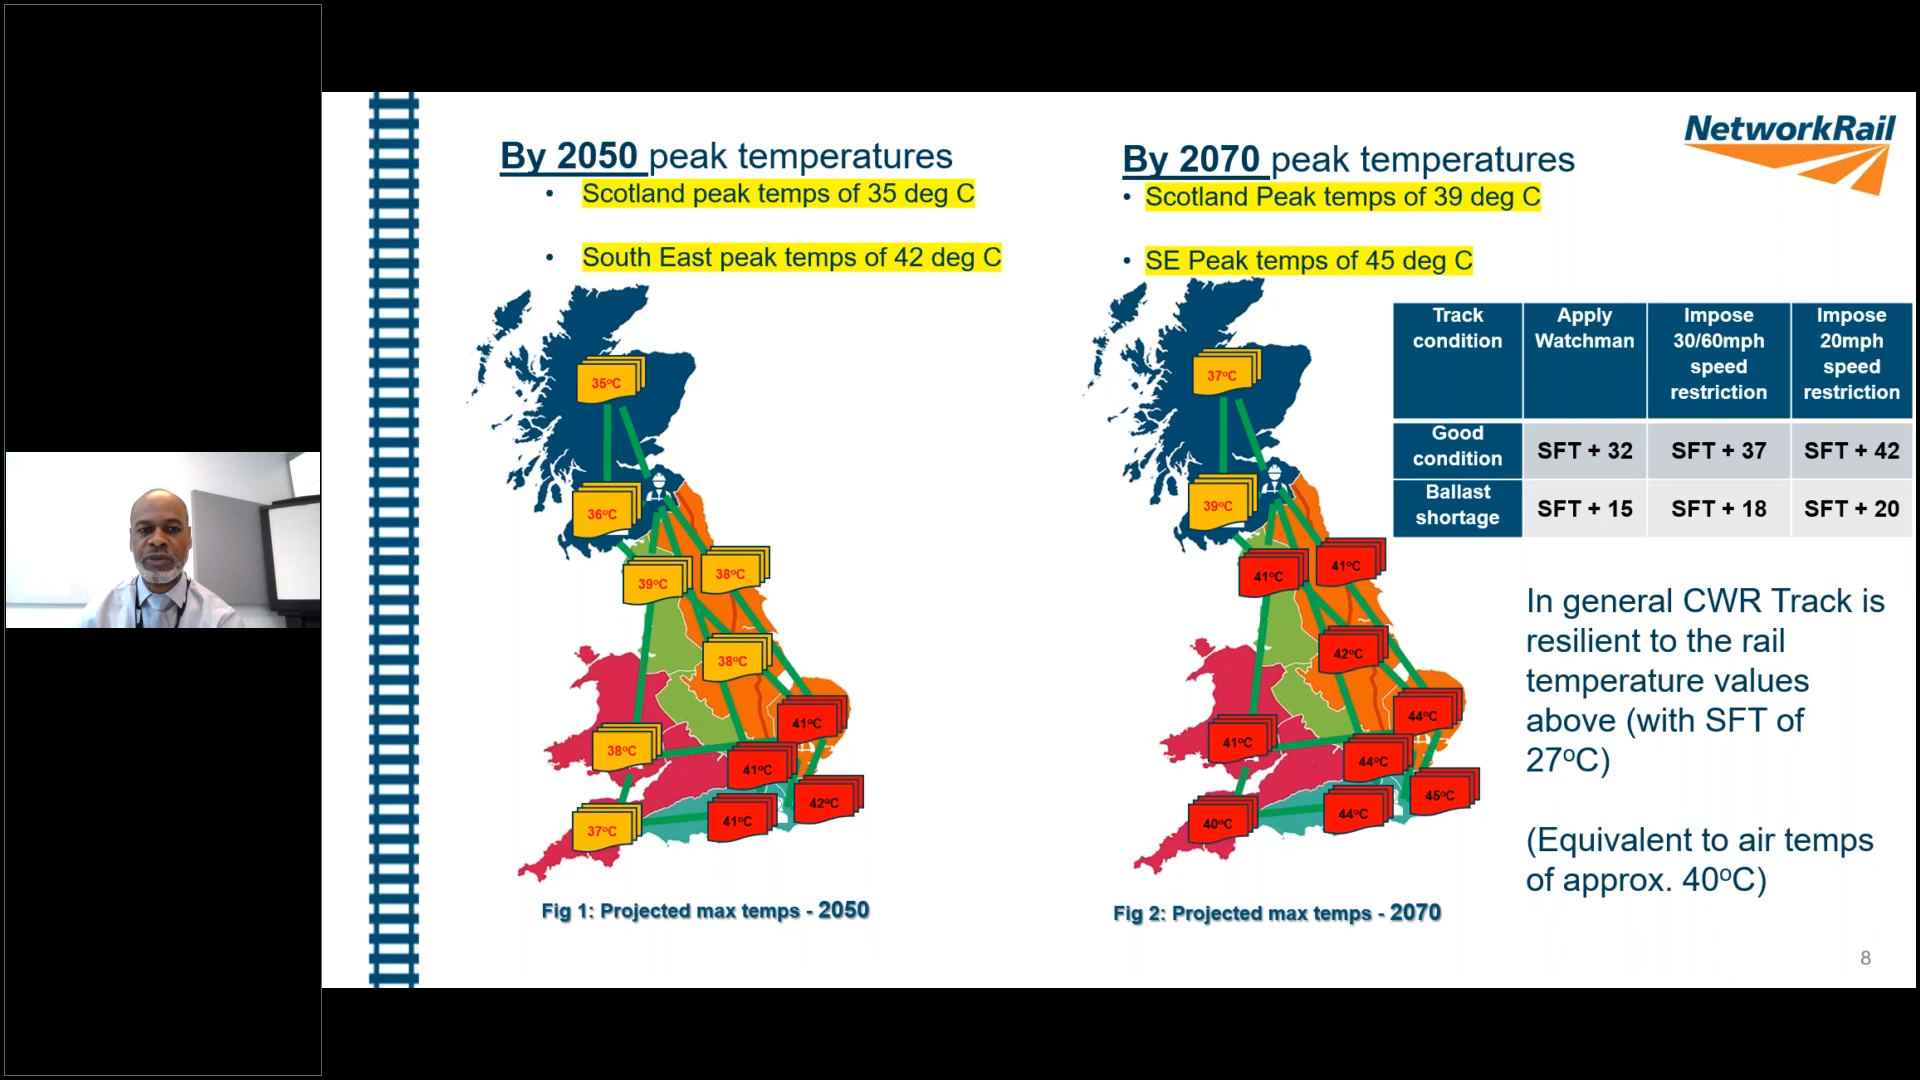 By 2050 peak temperatures
• Scotland peak temps of 35 deg C
• South East peak temps of 42 deg C
35ºC
36ºC
39ºC
38ºC
38ºC
41ºC
38ºC
41ºC
42ºC
37ºC
41ºC
Fig 1: Projected max temps - 2050
By 2070 peak temperatures
• Scotland Peak temps of 39 deg C
• SE Peak temps of 45 deg C
37ºC
39ºC
41ºC
41ºC
42ºC
44ºC
41ºC
44ºC
45ºC
40ºC
44ºC
Fig 2: Projected max temps - 2070
NetworkRail
Track condition
Apply Watchman
Impose 30/60mph speed restriction
Impose 20mph speed restriction
Good condition
SFT + 32
SFT + 37
SFT + 42
Ballast shortage
SFT + 15
SFT + 18
SFT + 20
In general CWR Track is
resilient to the rail
temperature values
above (with SFT of
27ºC)
(Equivalent to air temps
of approx. 40ºC)
8